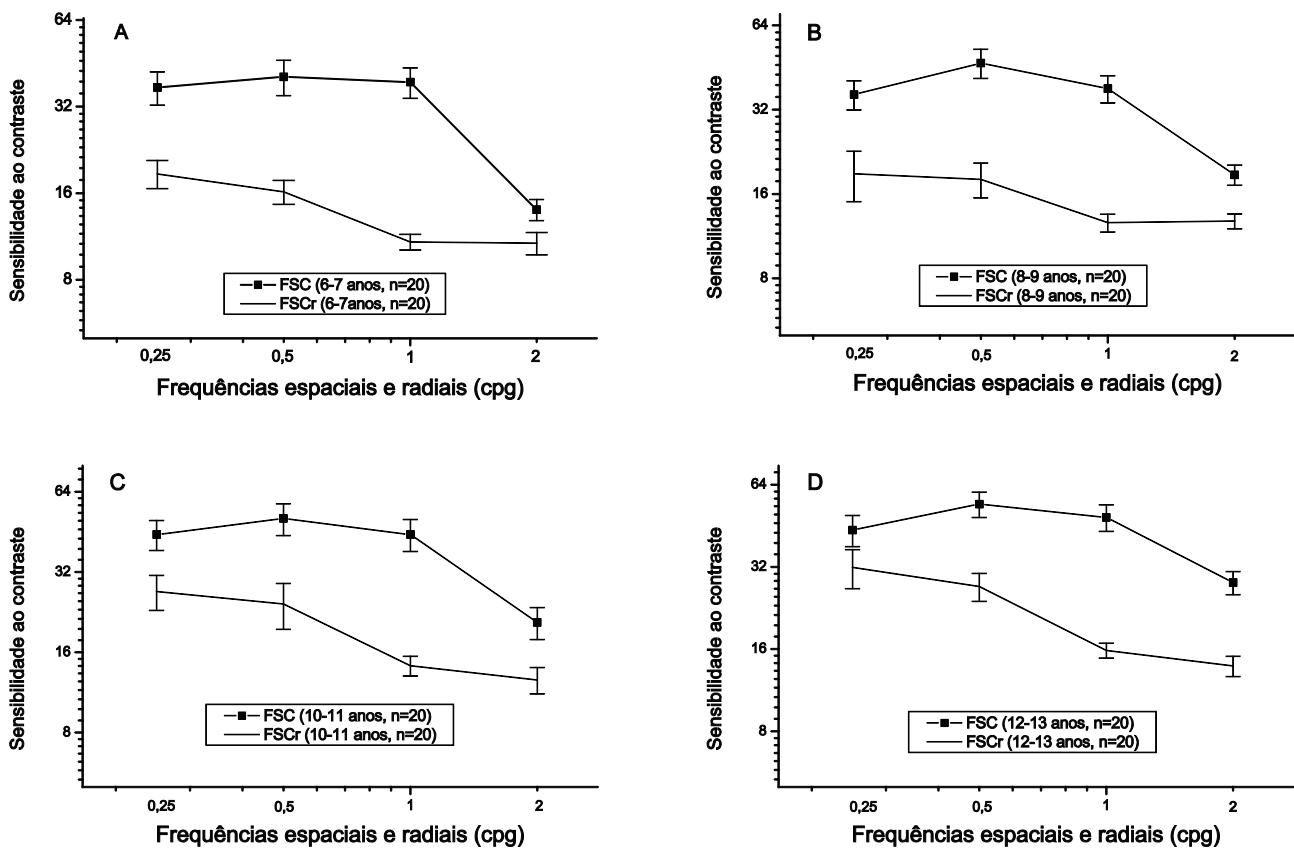 A
Sensibilidade ao contraste
64
32
16
8
FSC (6-7 anos, n=20)
FSCr (6-7anos, n=20)
0,25 0,5 1 2
Frequências espaciais e radiais (cpg)
B
Sensibilidade ao contraste
64
32
16
8
FSC (8-9 anos, n=20)
FSCr (8-9 anos, n=20)
0,25 0,5 1 2
Frequências espaciais e radiais (cpg)
C
Sensibilidade ao contraste
64
32
16
8
FSC (10-11 anos, n=20)
FSCr (10-11 anos, n=20)
0,25 0,5 1 2
Frequências espaciais e radiais (cpg)
D
Sensibilidade ao contraste
64
32
16
8
FSC (12-13 anos, n=20)
FSCr (12-13 anos, n=20)
0,25 0,5 1 2
Frequências espaciais e radiais (cpg)